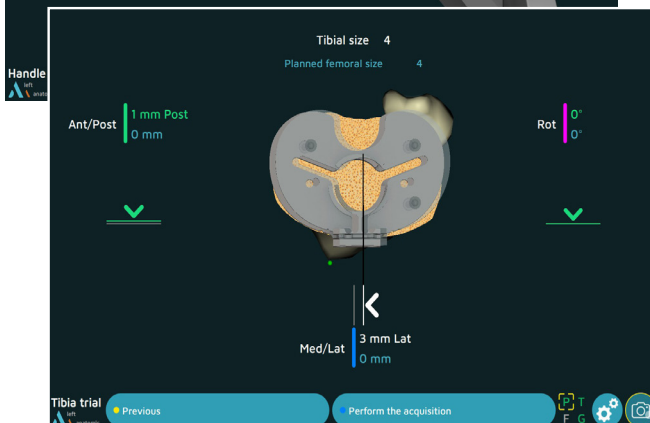 Tibial size 4
Planned femoral size 4
Handle
left
Ant/Post
1 mm Post
0 mm
Rot
0°
0°
Med/Lat
3 mm Lat
0 mm
Tibia trial
left
Previous
Perform the acquisition
P T
F G